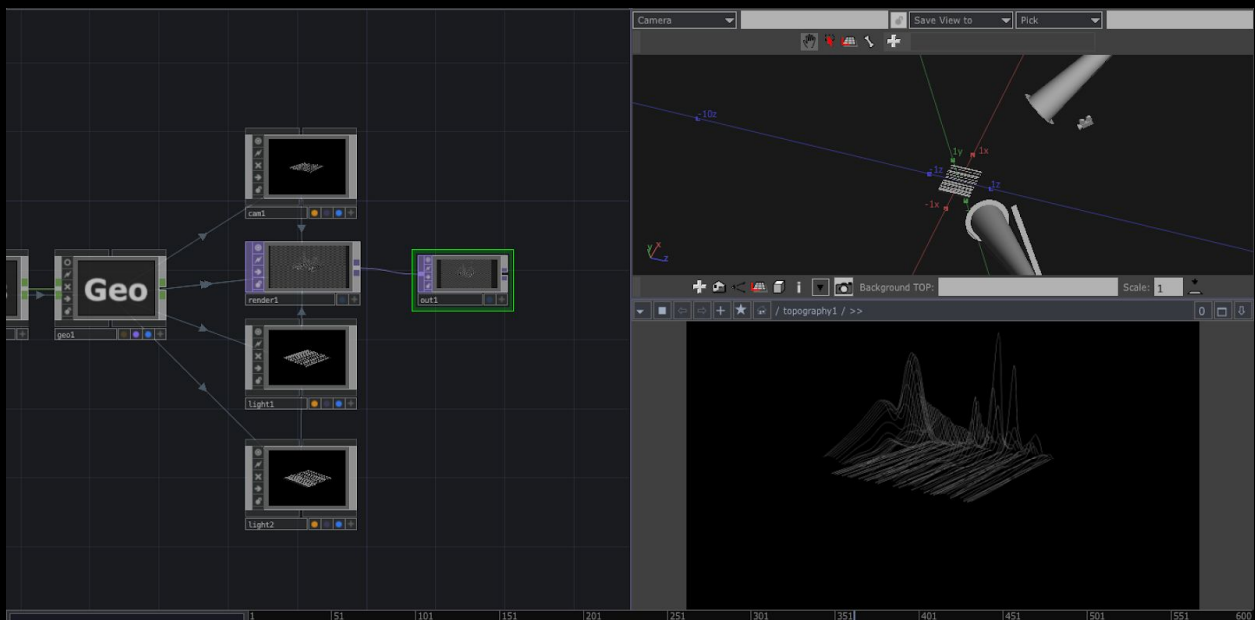 Camera
Save View to
Pick
-10z
1y
1x
-1z
1z
-1x
y
x
z
Background TOP:
Scale: 1
/ topography1 / >>
0
cam1
Geo
geo1
render1
out1
light1
light2
1
51
101
151
201
251
301
351
401
451
501
551
600